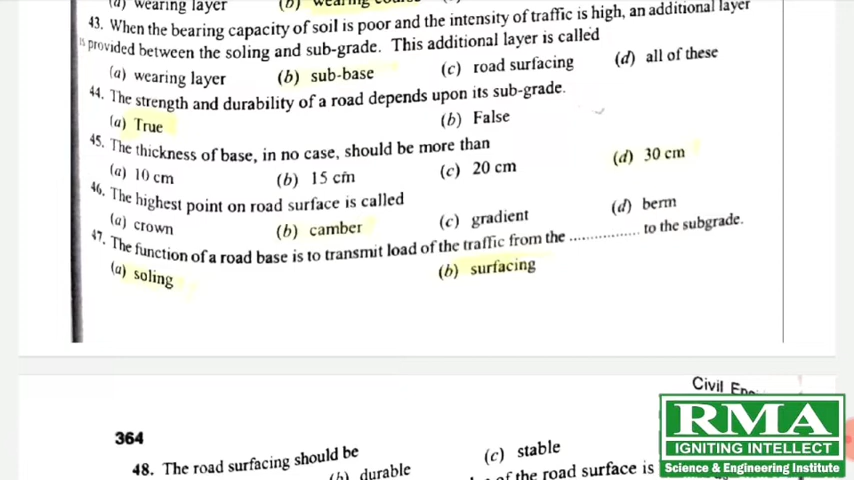 (a) wearing layer (b) wearing
43. When the bearing capacity of soil is poor and the intensity of traffic is high, an additional layer
is provided between the soling and sub-grade. This additional layer is called
(a) wearing layer (b) sub-base (c) road surfacing (d) all of these
44. The strength and durability of a road depends upon its sub-grade.
(a) True (b) False
45. The thickness of base, in no case, should be more than
(a) 10 cm (b) 15 cm (c) 20 cm (d) 30 cm
46. The highest point on road surface is called
(a) crown (b) camber (c) gradient (d) berm
47. The function of a road base is to transmit load of the traffic from the .............. to the subgrade.
(a) soling (b) surfacing
Civil
364
48. The road surfacing should be
(b) durable (c) stable
of the road surface is
RMA
IGNITING INTELLECT
Science & Engineering Institute